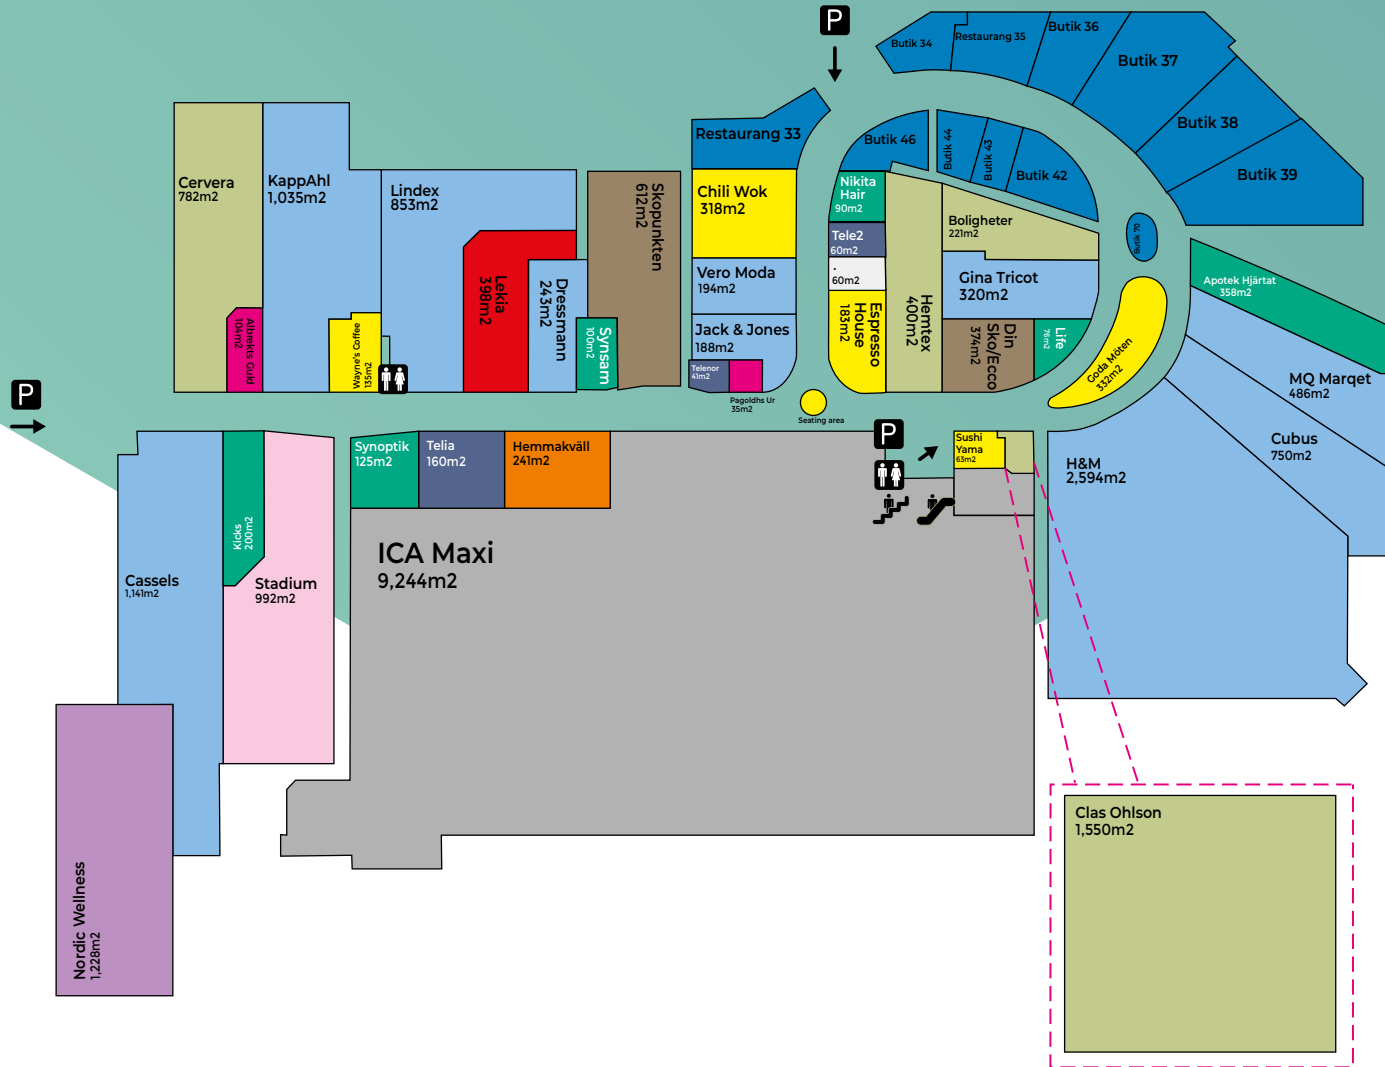 P
Butik 34
Restaurang 35
Butik 36
Butik 37
Butik 38
Butik 39
Restaurang 33
Butik 46
Butik 44
Butik 43
Butik 42
Butik 70
Cervera
782m2
KappAhl
1,035m2
Lindex
853m2
Skopunkten
612m2
Chili Wok
318m2
Nikita
Hair
90m2
Tele2
60m2
.
60m2
Boligheter
221m2
Gina Tricot
320m2
Apotek Hjärtat
358m2
Lekia
398m2
Dressmann
243m2
Vero Moda
194m2
Espresso
House
183m2
Hemtex
400m2
Din
Sko/Ecco
374m2
Life
76m2
Goda Möten
332m2
Albrekts Guld
104m2
Wayne's Coffee
135m2
Synsam
100m2
Jack & Jones
188m2
Telenor
41m2
Pagoldhs Ur
35m2
Seating area
MQ Marqet
486m2
Cubus
750m2
P
P
Synoptik
125m2
Telia
160m2
Hemmakväll
241m2
Sushi
Yama
63m2
H&M
2,594m2
Kicks
200m2
Cassels
1,141m2
Stadium
992m2
ICA Maxi
9,244m2
Nordic Wellness
1,228m2
Clas Ohlson
1,550m2